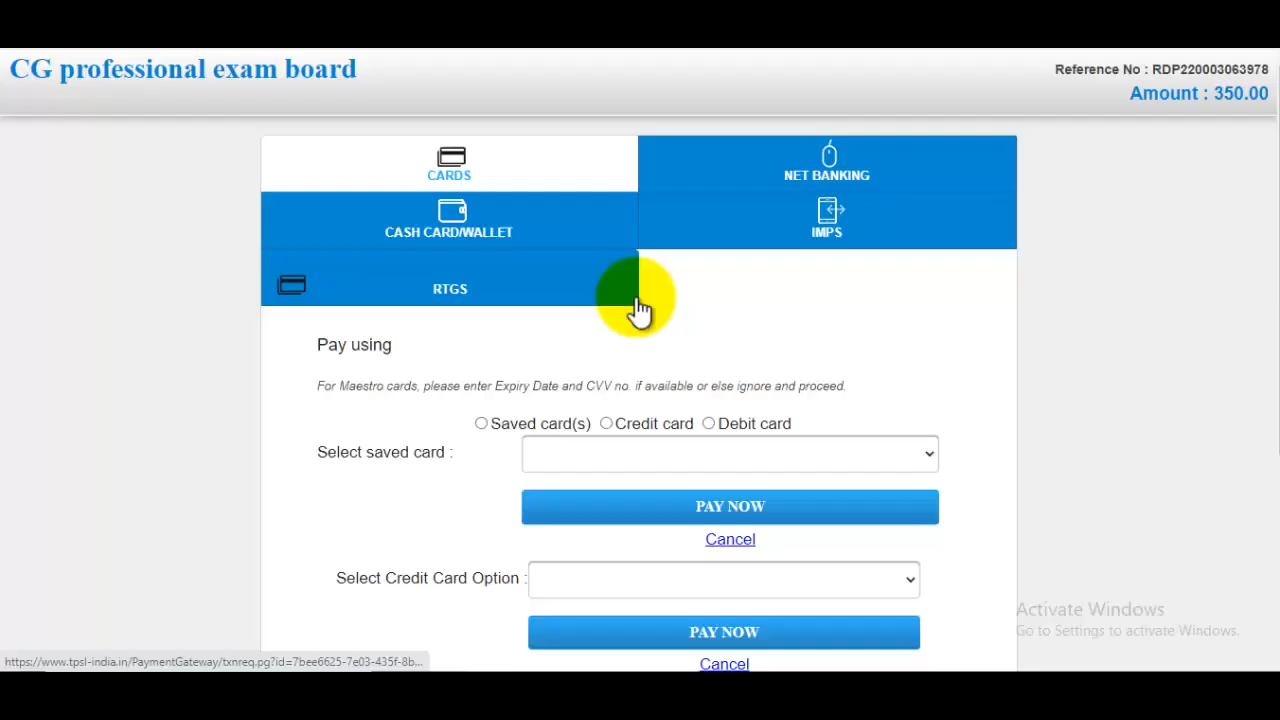 CG professional exam board
Reference No : RDP220003063978
Amount : 350.00
CARDS
NET BANKING
CASH CARD/WALLET
IMPS
RTGS
Pay using
For Maestro cards, please enter Expiry Date and CVV no. if available or else ignore and proceed.
Saved card(s) Credit card Debit card
Select saved card :
PAY NOW
Cancel
Select Credit Card Option :
PAY NOW
Cancel
Activate Windows
Go to Settings to activate Windows.
https://www.tpsl-india.in/PaymentGateway/txnreq.pg?id=7bee6625-7e03-435f-8b...